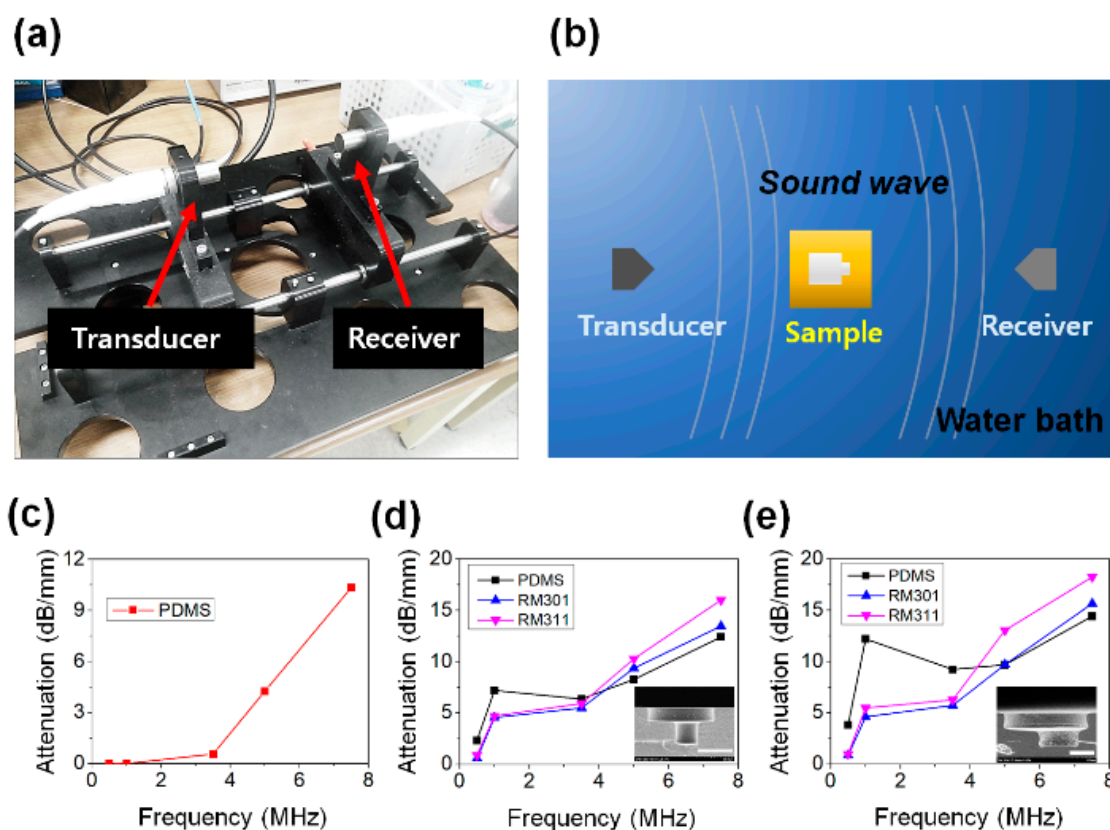 (a)
(b)
Transducer
Receiver
Sound wave
Transducer
Sample
Receiver
Water bath
(c)
(d)
(e)
Attenuation (dB/mm)
12
9
6
3
0
PDMS
0 2 4 6 8
Frequency (MHz)
Attenuation (dB/mm)
20
15
10
5
0
PDMS
RM301
RM311
0 2 4 6 8
Frequency (MHz)
Attenuation (dB/mm)
20
15
10
5
0
PDMS
RM301
RM311
0 2 4 6 8
Frequency (MHz)